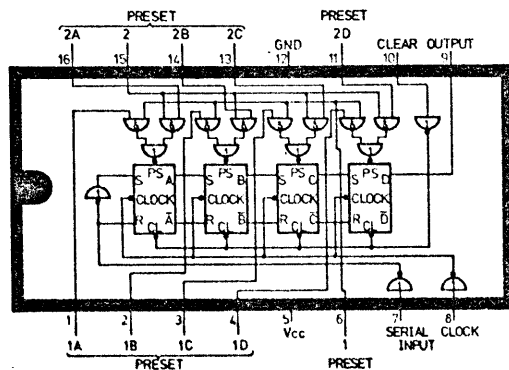 PRESET PRESET
2A 2 2B 2C GND 2D CLEAR OUTPUT
16 15 14 13 12 11 10 9
PS PS PS PS
S A S B S C S D
CLOCK CLOCK CLOCK CLOCK
R A̅ R B̅ R C̅ R D̅
CL CL CL CL
1 2 3 4 5 6 7 8
1A 1B 1C 1D Vcc 1 SERIAL CLOCK
INPUT
PRESET PRESET